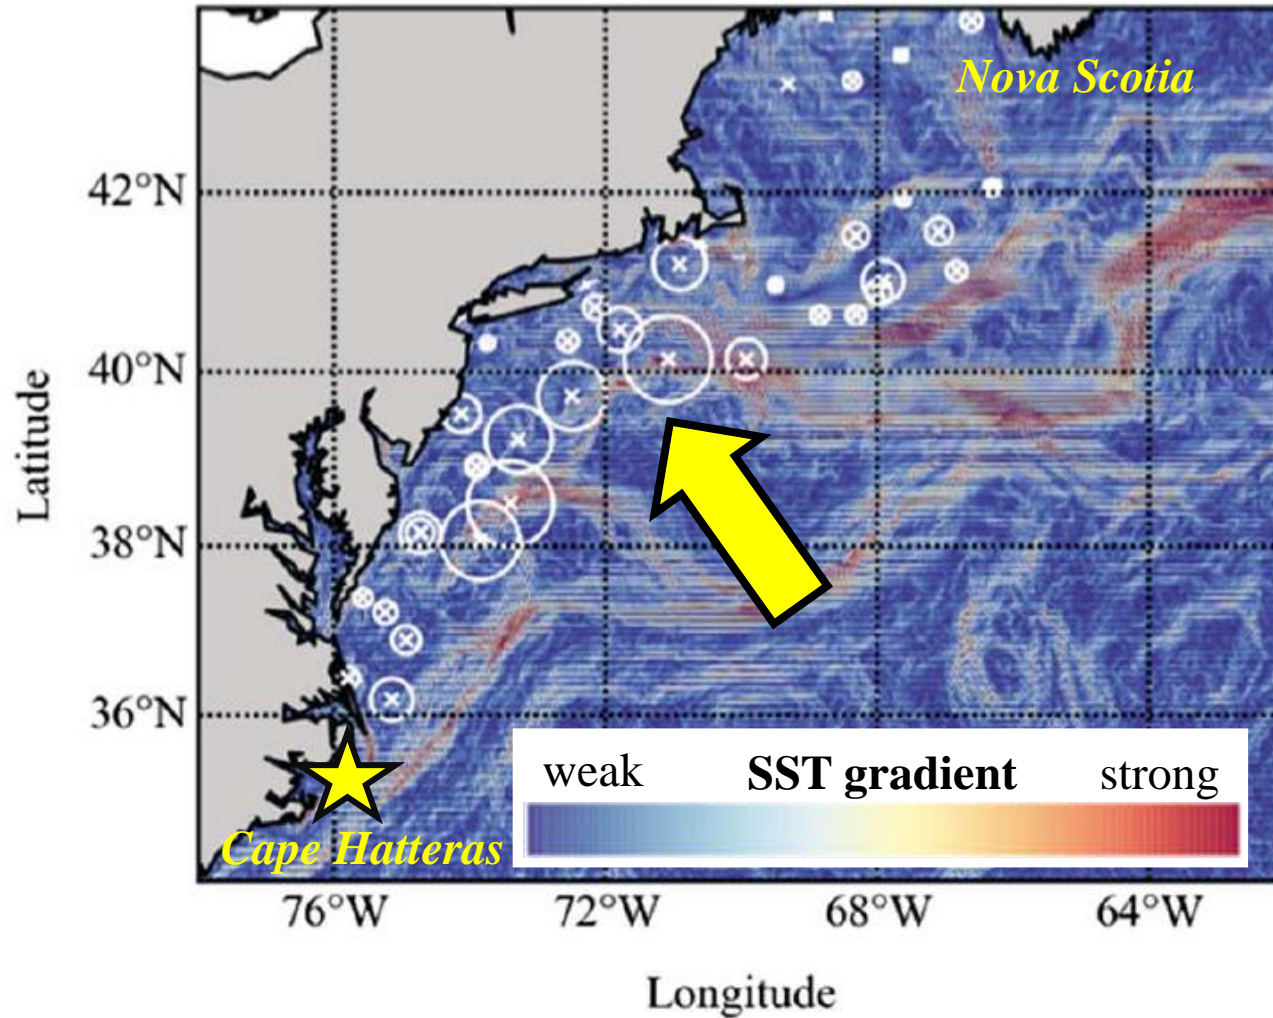 Nova Scotia
42°N
40°N
38°N
36°N
Latitude
weak SST gradient strong
Cape Hatteras
76°W 72°W 68°W 64°W
Longitude